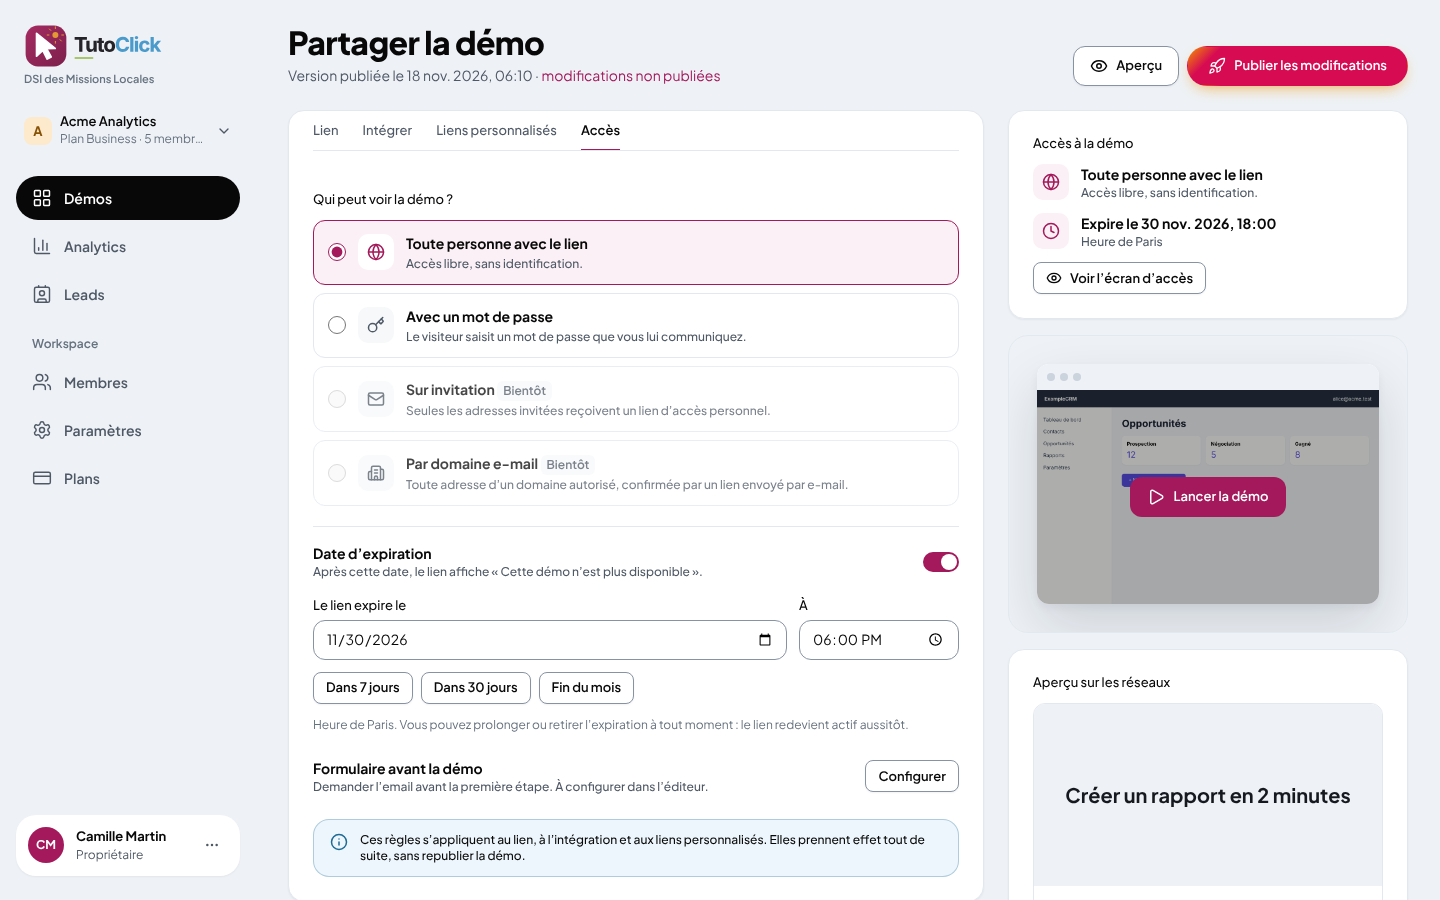 TutoClick
DSI des Missions Locales
A
Acme Analytics
Plan Business · 5 membr…
Démos
Analytics
Leads
Workspace
Membres
Paramètres
Plans
CM
Camille Martin
Propriétaire
Partager la démo
Version publiée le 18 nov. 2026, 06:10 · modifications non publiées
Aperçu
Publier les modifications
Lien
Intégrer
Liens personnalisés
Accès
Qui peut voir la démo ?
Toute personne avec le lien
Accès libre, sans identification.
Avec un mot de passe
Le visiteur saisit un mot de passe que vous lui communiquez.
Sur invitation Bientôt
Seules les adresses invitées reçoivent un lien d’accès personnel.
Par domaine e-mail Bientôt
Toute adresse d’un domaine autorisé, confirmée par un lien envoyé par e-mail.
Date d’expiration
Après cette date, le lien affiche « Cette démo n’est plus disponible ».
Le lien expire le
À
11/30/2026
06:00 PM
Dans 7 jours
Dans 30 jours
Fin du mois
Heure de Paris. Vous pouvez prolonger ou retirer l’expiration à tout moment : le lien redevient actif aussitôt.
Formulaire avant la démo
Demander l’email avant la première étape. À configurer dans l’éditeur.
Configurer
Ces règles s’appliquent au lien, à l’intégration et aux liens personnalisés. Elles prennent effet tout de
suite, sans republier la démo.
Accès à la démo
Toute personne avec le lien
Accès libre, sans identification.
Expire le 30 nov. 2026, 18:00
Heure de Paris
Voir l’écran d’accès
ExampleCRM
alice@acme.test
Tableau de bord
Contacts
Opportunités
Rapports
Paramètres
Opportunités
Prospection
12
Négociation
5
Gagné
8
Lancer la démo
Aperçu sur les réseaux
Créer un rapport en 2 minutes